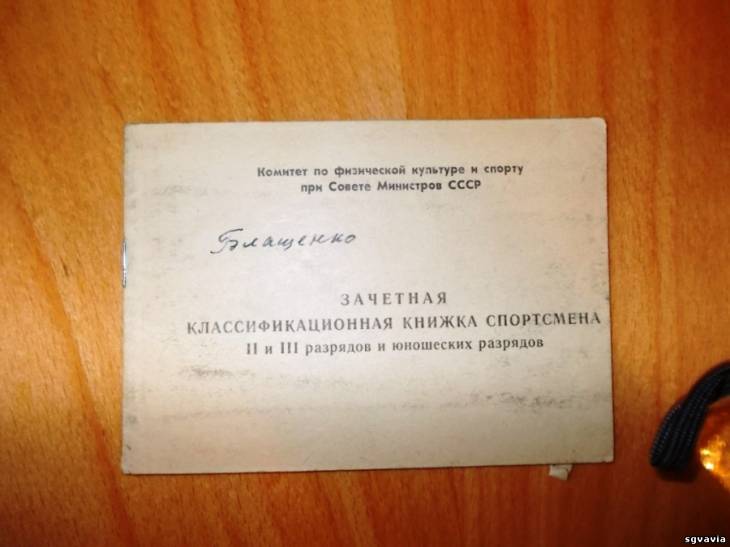 Комитет по физической культуре и спорту
при Совете Министров СССР
Блащенко
ЗАЧЕТНАЯ
КЛАССИФИКАЦИОННАЯ КНИЖКА СПОРТСМЕНА
II и III разрядов и юношеских разрядов
sgvavia